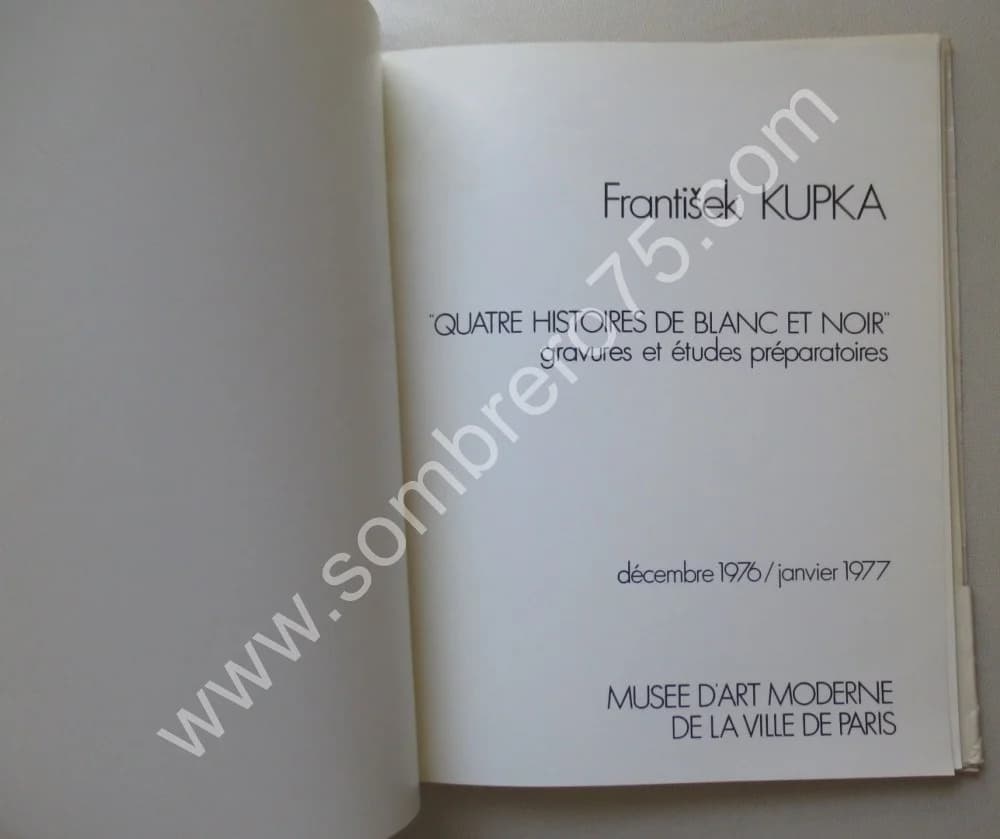 František KUPKA
"QUATRE HISTOIRES DE BLANC ET NOIR"
gravures et études préparatoires
décembre 1976/janvier 1977
MUSEE D'ART MODERNE
DE LA VILLE DE PARIS
www.sombrero75.com